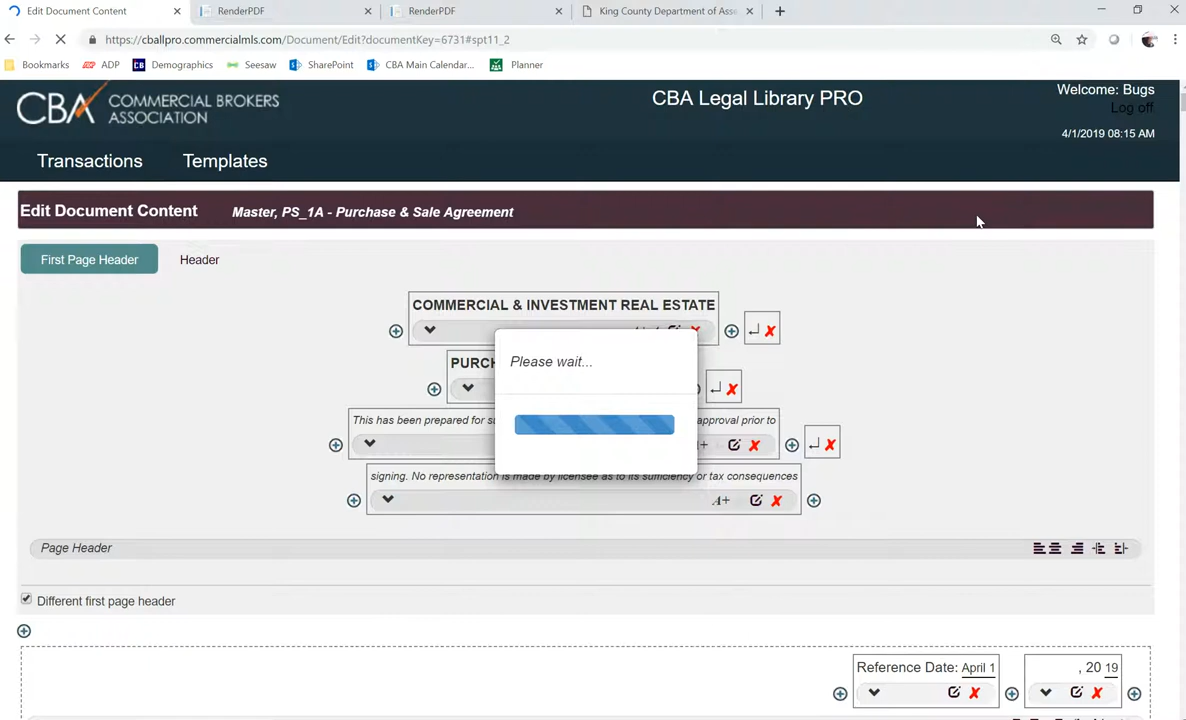 Edit Document Content
RenderPDF
RenderPDF
King County Department of Asse
https://cballpro.commercialmls.com/Document/Edit?documentKey=6731#spt11_2
Bookmarks ADP Demographics Seesaw SharePoint CBA Main Calendar... Planner
CBA COMMERCIAL BROKERS
ASSOCIATION
CBA Legal Library PRO
Welcome: Bugs
Log off
4/1/2019 08:15 AM
Transactions Templates
Edit Document Content Master, PS_1A - Purchase & Sale Agreement
First Page Header Header
COMMERCIAL & INVESTMENT REAL ESTATE
Please wait...
This has been prepared for approval prior to
A+
signing. No representation is made by licensee as to its sufficiency or tax consequences
A+
Page Header
Different first page header
Reference Date: April 1 , 20 19